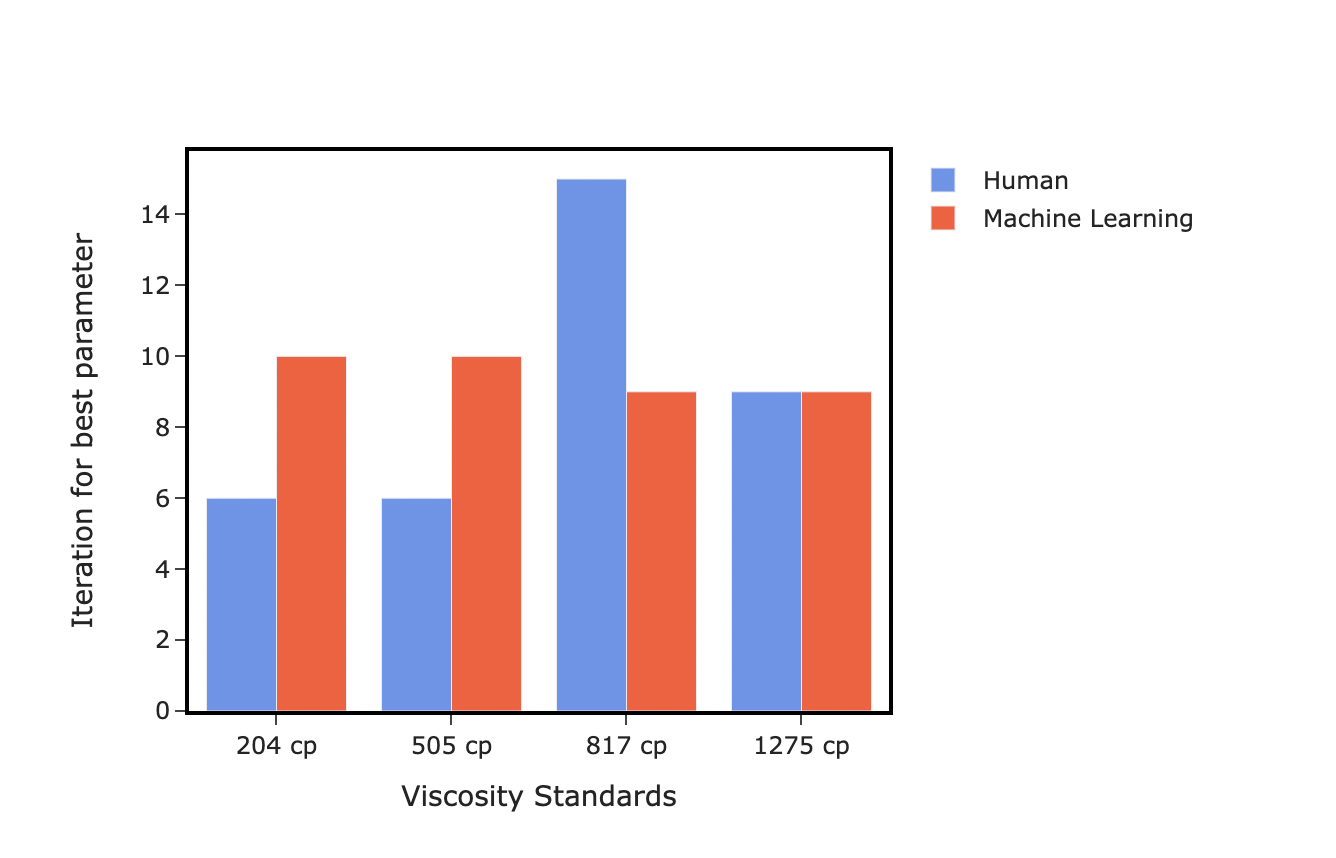 Human
Machine Learning
Iteration for best parameter
14
12
10
8
6
4
2
0
204 cp
505 cp
817 cp
1275 cp
Viscosity Standards